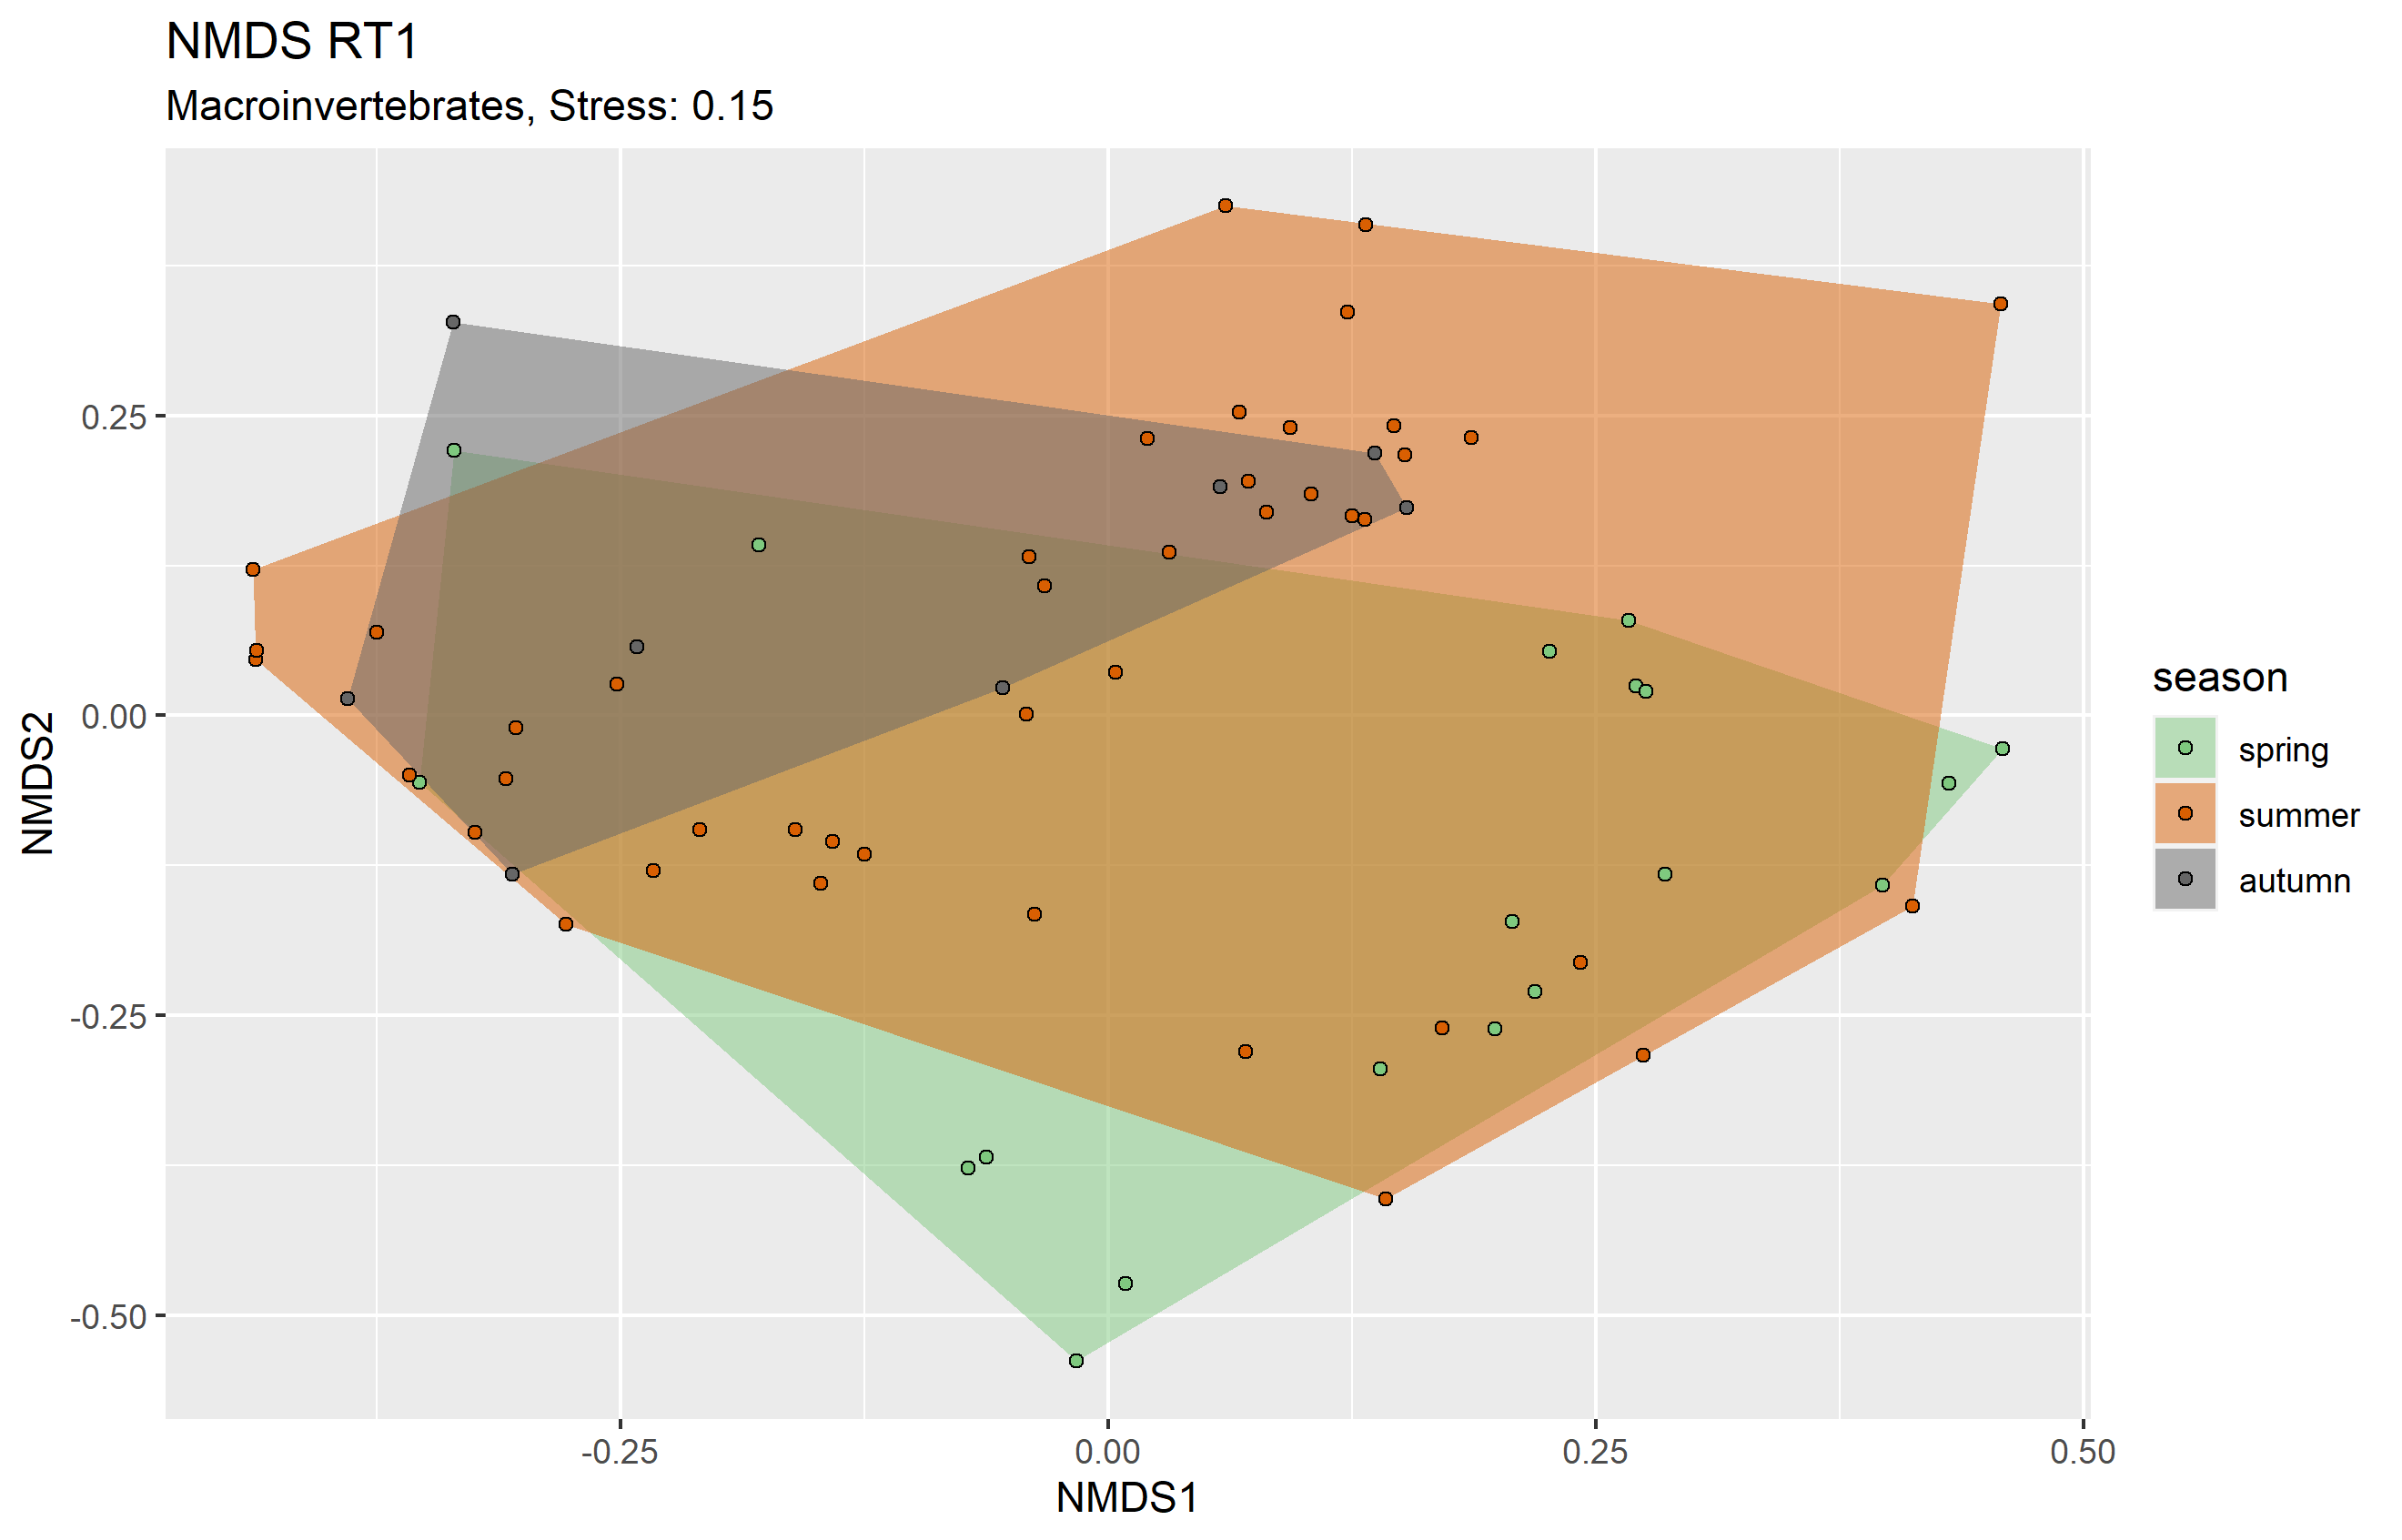 NMDS RT1
Macroinvertebrates, Stress: 0.15
0.25
0.00
-0.25
-0.50
NMDS2
-0.25
0.00
0.25
0.50
NMDS1
season
spring
summer
autumn